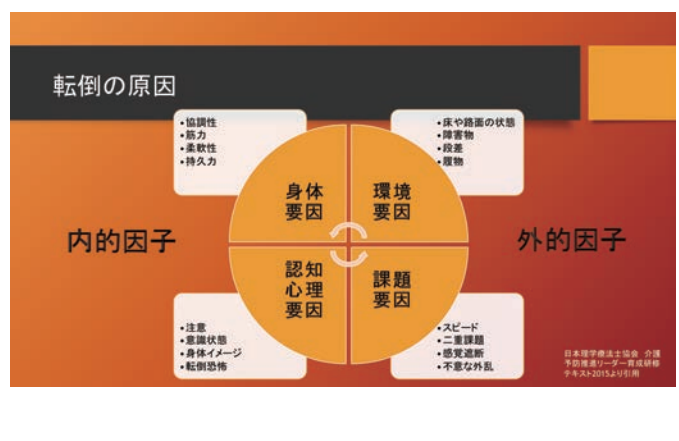 転倒の原因
•協調性
•筋力
•柔軟性
•持久力
•床や路面の状態
•障害物
•段差
•履物
身体
要因
環境
要因
内的因子
外的因子
認知
心理
要因
課題
要因
•注意
•意識状態
•身体イメージ
•転倒恐怖
•スピード
•二重課題
•感覚遮断
•不意な外乱
日本理学療法士協会 介護
予防推進リーダー育成研修
テキスト2015より引用